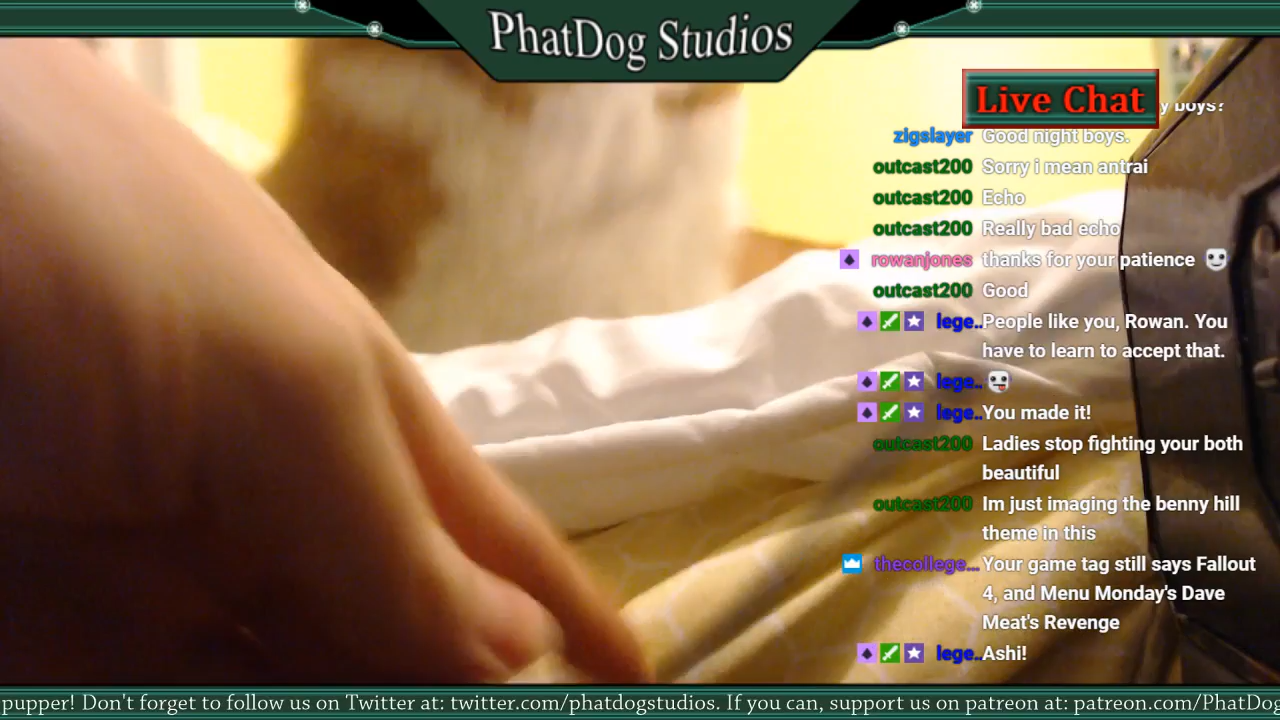 PhatDog Studios
Live Chat
y boys?
zigslayer Good night boys.
outcast200 Sorry i mean antrai
outcast200 Echo
outcast200 Really bad echo
rowanjones thanks for your patience
outcast200 Good
lege.. People like you, Rowan. You
have to learn to accept that.
lege..
lege.. You made it!
outcast200 Ladies stop fighting your both
beautiful
outcast200 Im just imaging the benny hill
theme in this
thecollege... Your game tag still says Fallout
4, and Menu Monday's Dave
Meat's Revenge
lege.. Ashi!
pupper! Don't forget to follow us on Twitter at: twitter.com/phatdogstudios. If you can, support us on patreon at: patreon.com/PhatDog